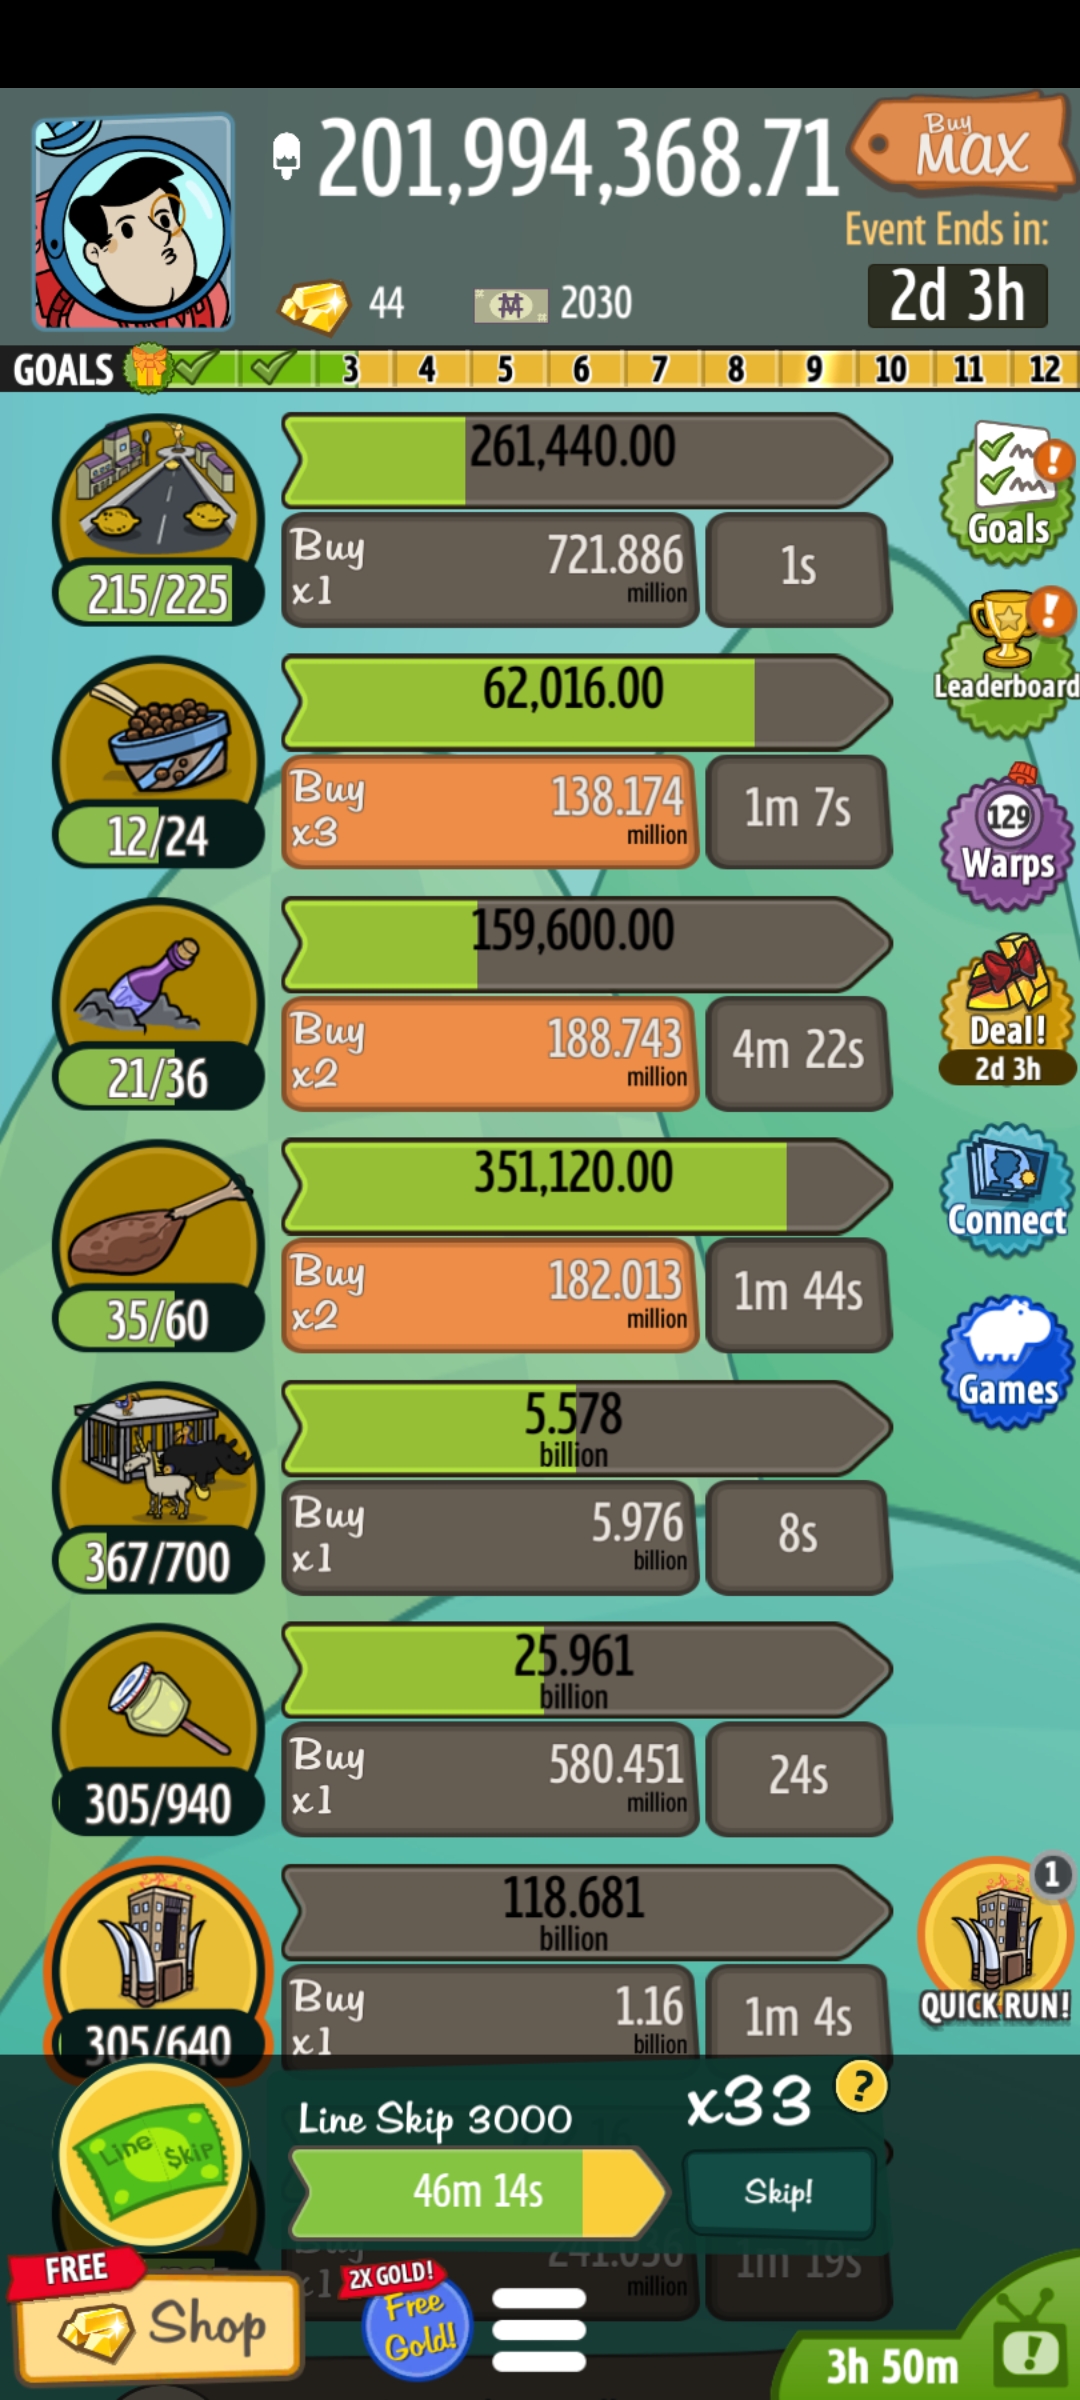 201,994,368.71
Buy MAX
Event Ends in:
2d 3h
44
2030
GOALS 3 4 5 6 7 8 9 10 11 12
261,440.00
Buy x1
721.886 million
1s
215/225
Goals
62,016.00
Buy x3
138.174 million
1m 7s
12/24
Leaderboard
159,600.00
Buy x2
188.743 million
4m 22s
21/36
129
Warps
Deal!
2d 3h
351,120.00
Buy x2
182.013 million
1m 44s
35/60
Connect
Games
5.578 billion
Buy x1
5.976 billion
8s
367/700
25.961 billion
Buy x1
580.451 million
24s
305/940
118.681 billion
Buy x1
1.16 billion
1m 4s
305/640
1
QUICK RUN!
Line Skip
Line Skip 3000
x33
?
46m 14s
Skip!
Buy x1
241.036 million
1m 19s
FREE
Shop
2X GOLD!
Free Gold!
3h 50m